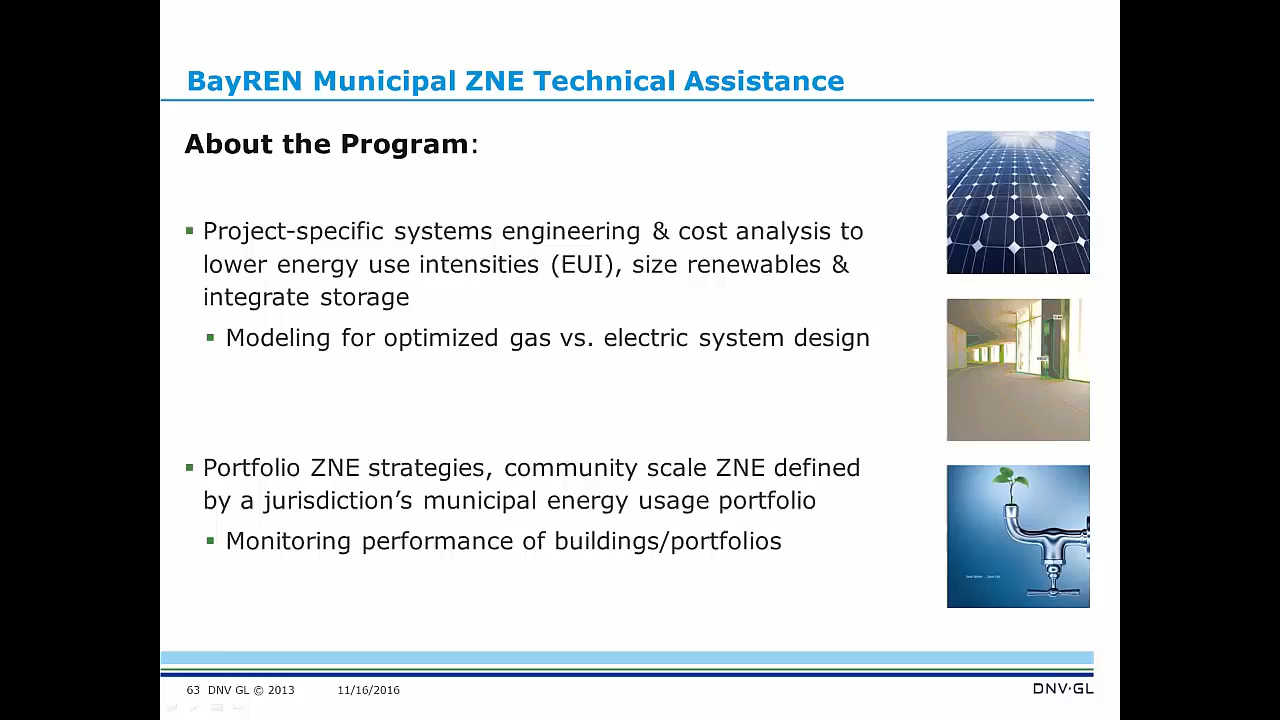 BayREN Municipal ZNE Technical Assistance
About the Program:
▪ Project-specific systems engineering & cost analysis to
lower energy use intensities (EUI), size renewables &
integrate storage
▪ Modeling for optimized gas vs. electric system design
▪ Portfolio ZNE strategies, community scale ZNE defined
by a jurisdiction’s municipal energy usage portfolio
▪ Monitoring performance of buildings/portfolios
63 DNV GL © 2013 11/16/2016
DNV·GL